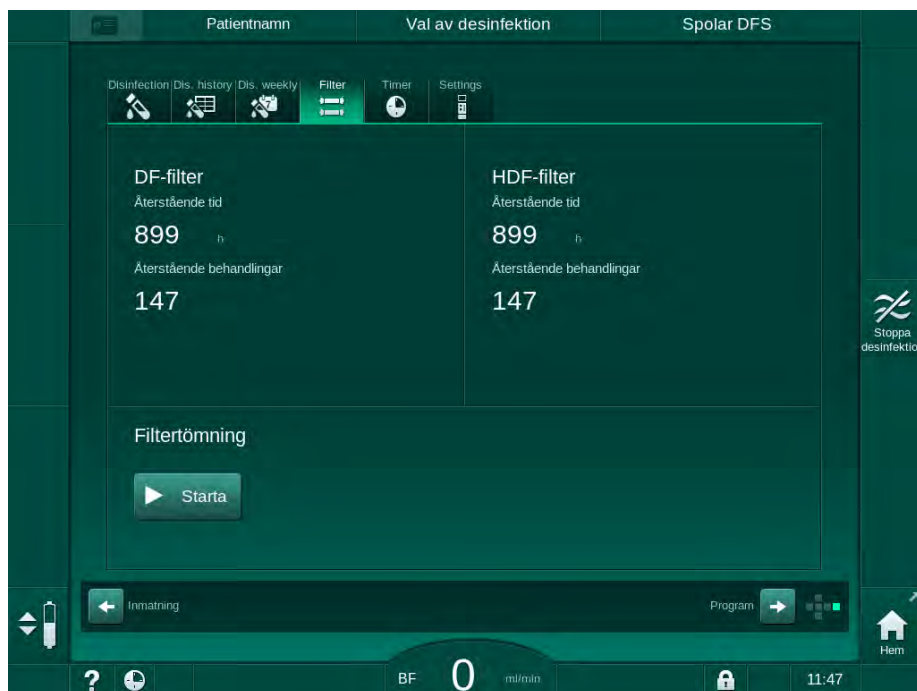 Patientnamn Val av desinfektion Spolar DFS
Disinfection Dis. history Dis. weekly Filter Timer Settings
DF-filter HDF-filter
Återstående tid Återstående tid
899 h 899 h
Återstående behandlingar Återstående behandlingar
147 147
Stoppa
desinfektio
Filtertömning
Starta
Inmatning Program
Hem
? BF 0 ml/min 11:47